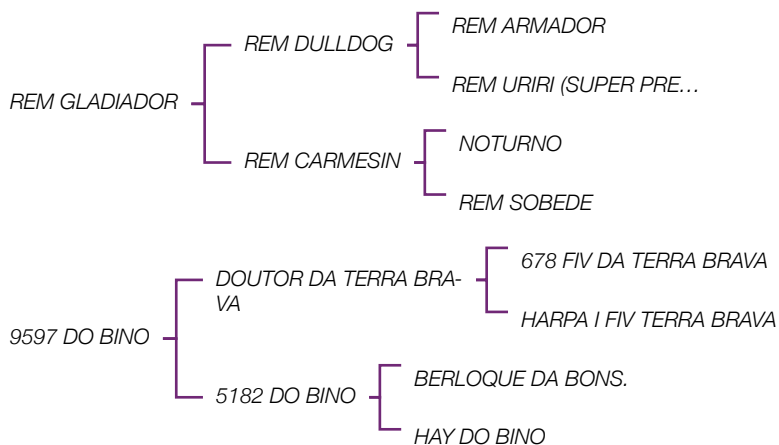 REM ARMADOR
REM DULLDOG
REM URIRI (SUPER PRE...
REM GLADIADOR
NOTURNO
REM CARMESIN
REM SOBEDE
678 FIV DA TERRA BRAVA
DOUTOR DA TERRA BRA-
VA
HARPA I FIV TERRA BRAVA
9597 DO BINO
BERLOQUE DA BONS.
5182 DO BINO
HAY DO BINO